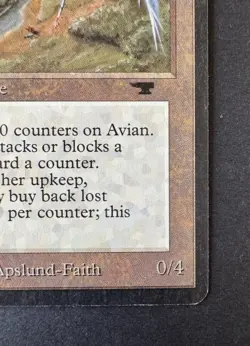 e
0 counters on Avian.
tacks or blocks a
ard a counter.
her upkeep,
y buy back lost
per counter; this
Apslund-Faith
0/4